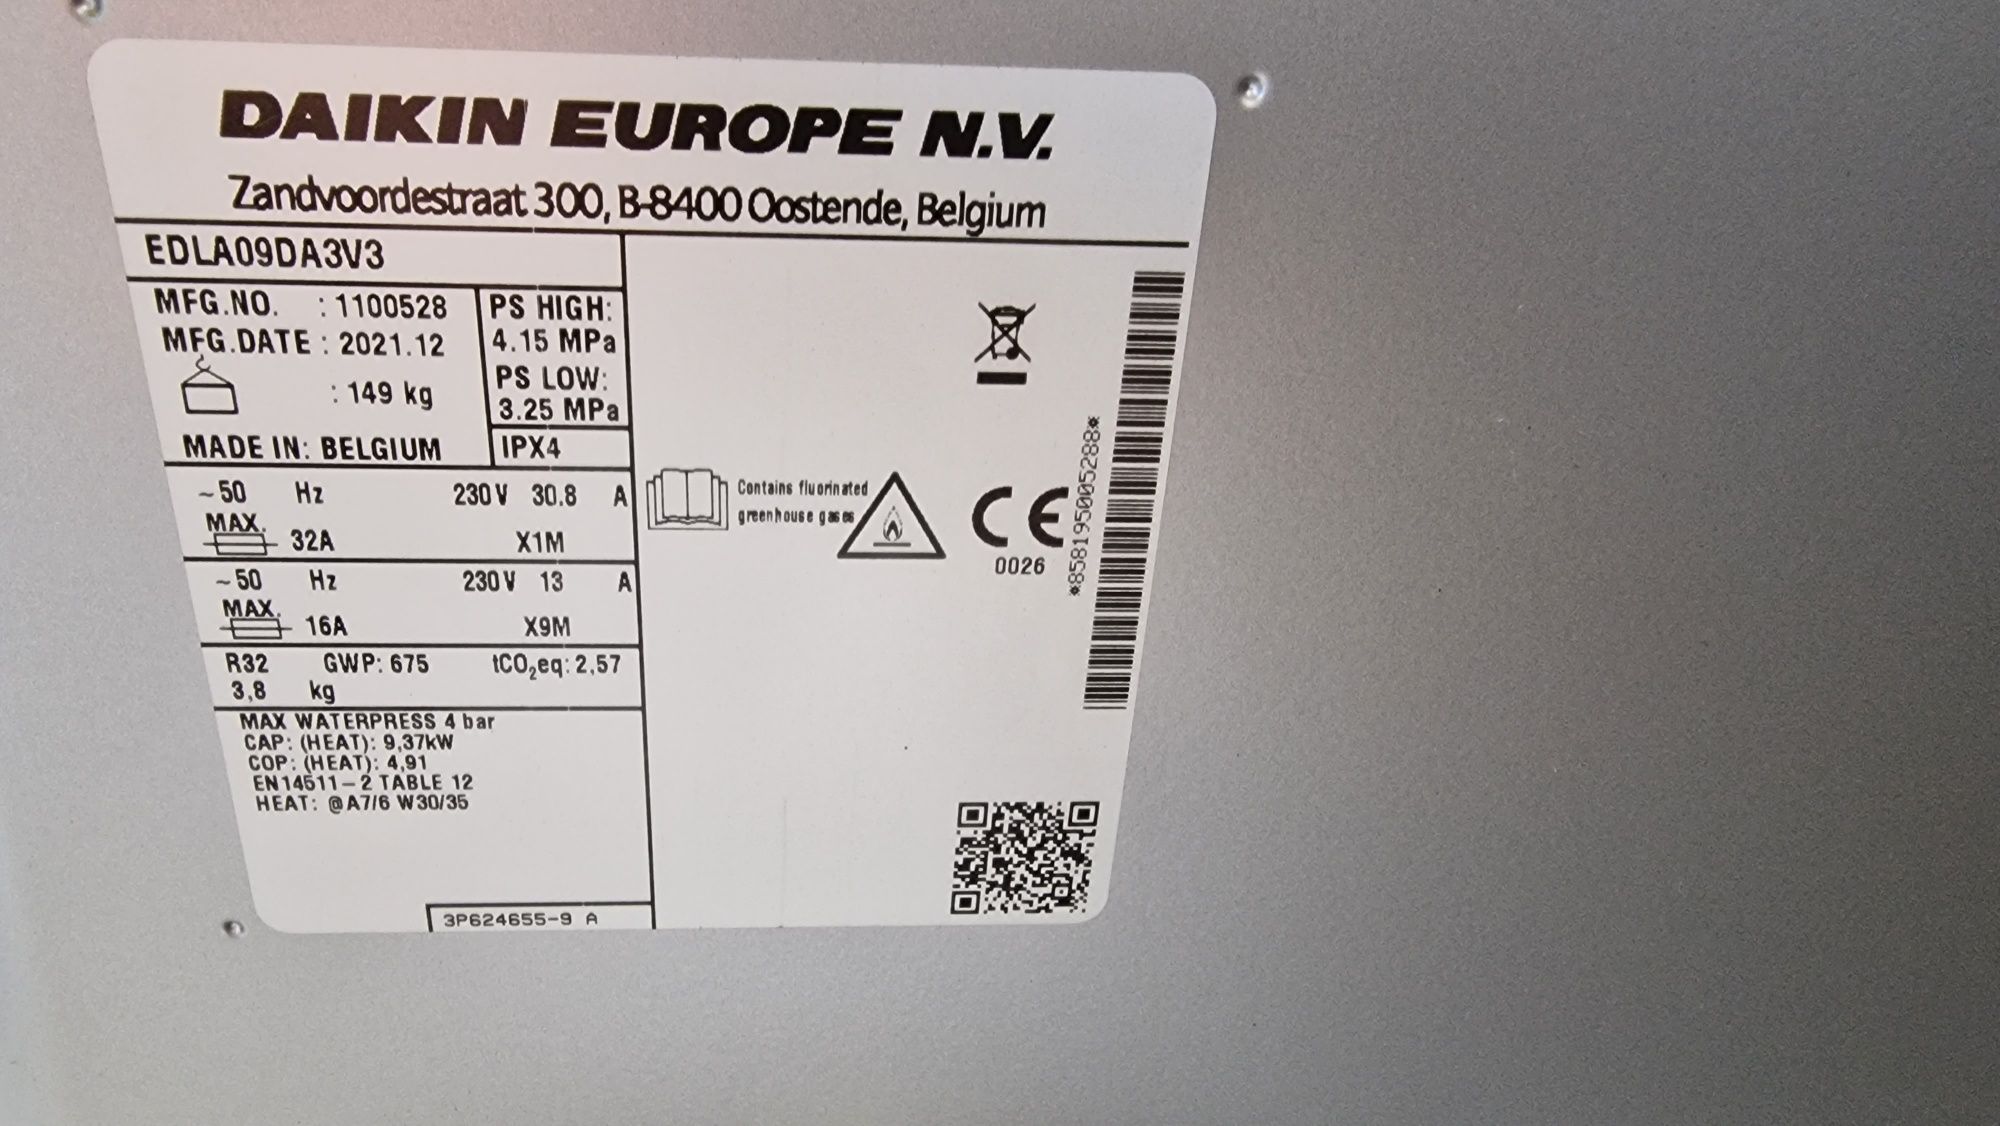 DAIKIN EUROPE N.V.
Zandvoordestraat 300, B-8400 Oostende, Belgium
EDLA09DA3V3
MFG.NO. : 1100528
MFG.DATE : 2021.12
: 149 kg
MADE IN: BELGIUM
PS HIGH:
4.15 MPa
PS LOW:
3.25 MPa
IPX4
~50 Hz 230 V 30.8 A
MAX. 32A X1M
~50 Hz 230 V 13 A
MAX. 16A X9M
R32 GWP: 675 tCO₂eq: 2,57
3,8 kg
MAX WATERPRESS 4 bar
CAP: (HEAT): 9,37kW
COP: (HEAT): 4,91
EN14511-2 TABLE 12
HEAT: @A7/6 W30/35
3P624655-9 A
Contains fluorinated
greenhouse gases
CE
0026
*858195005288*